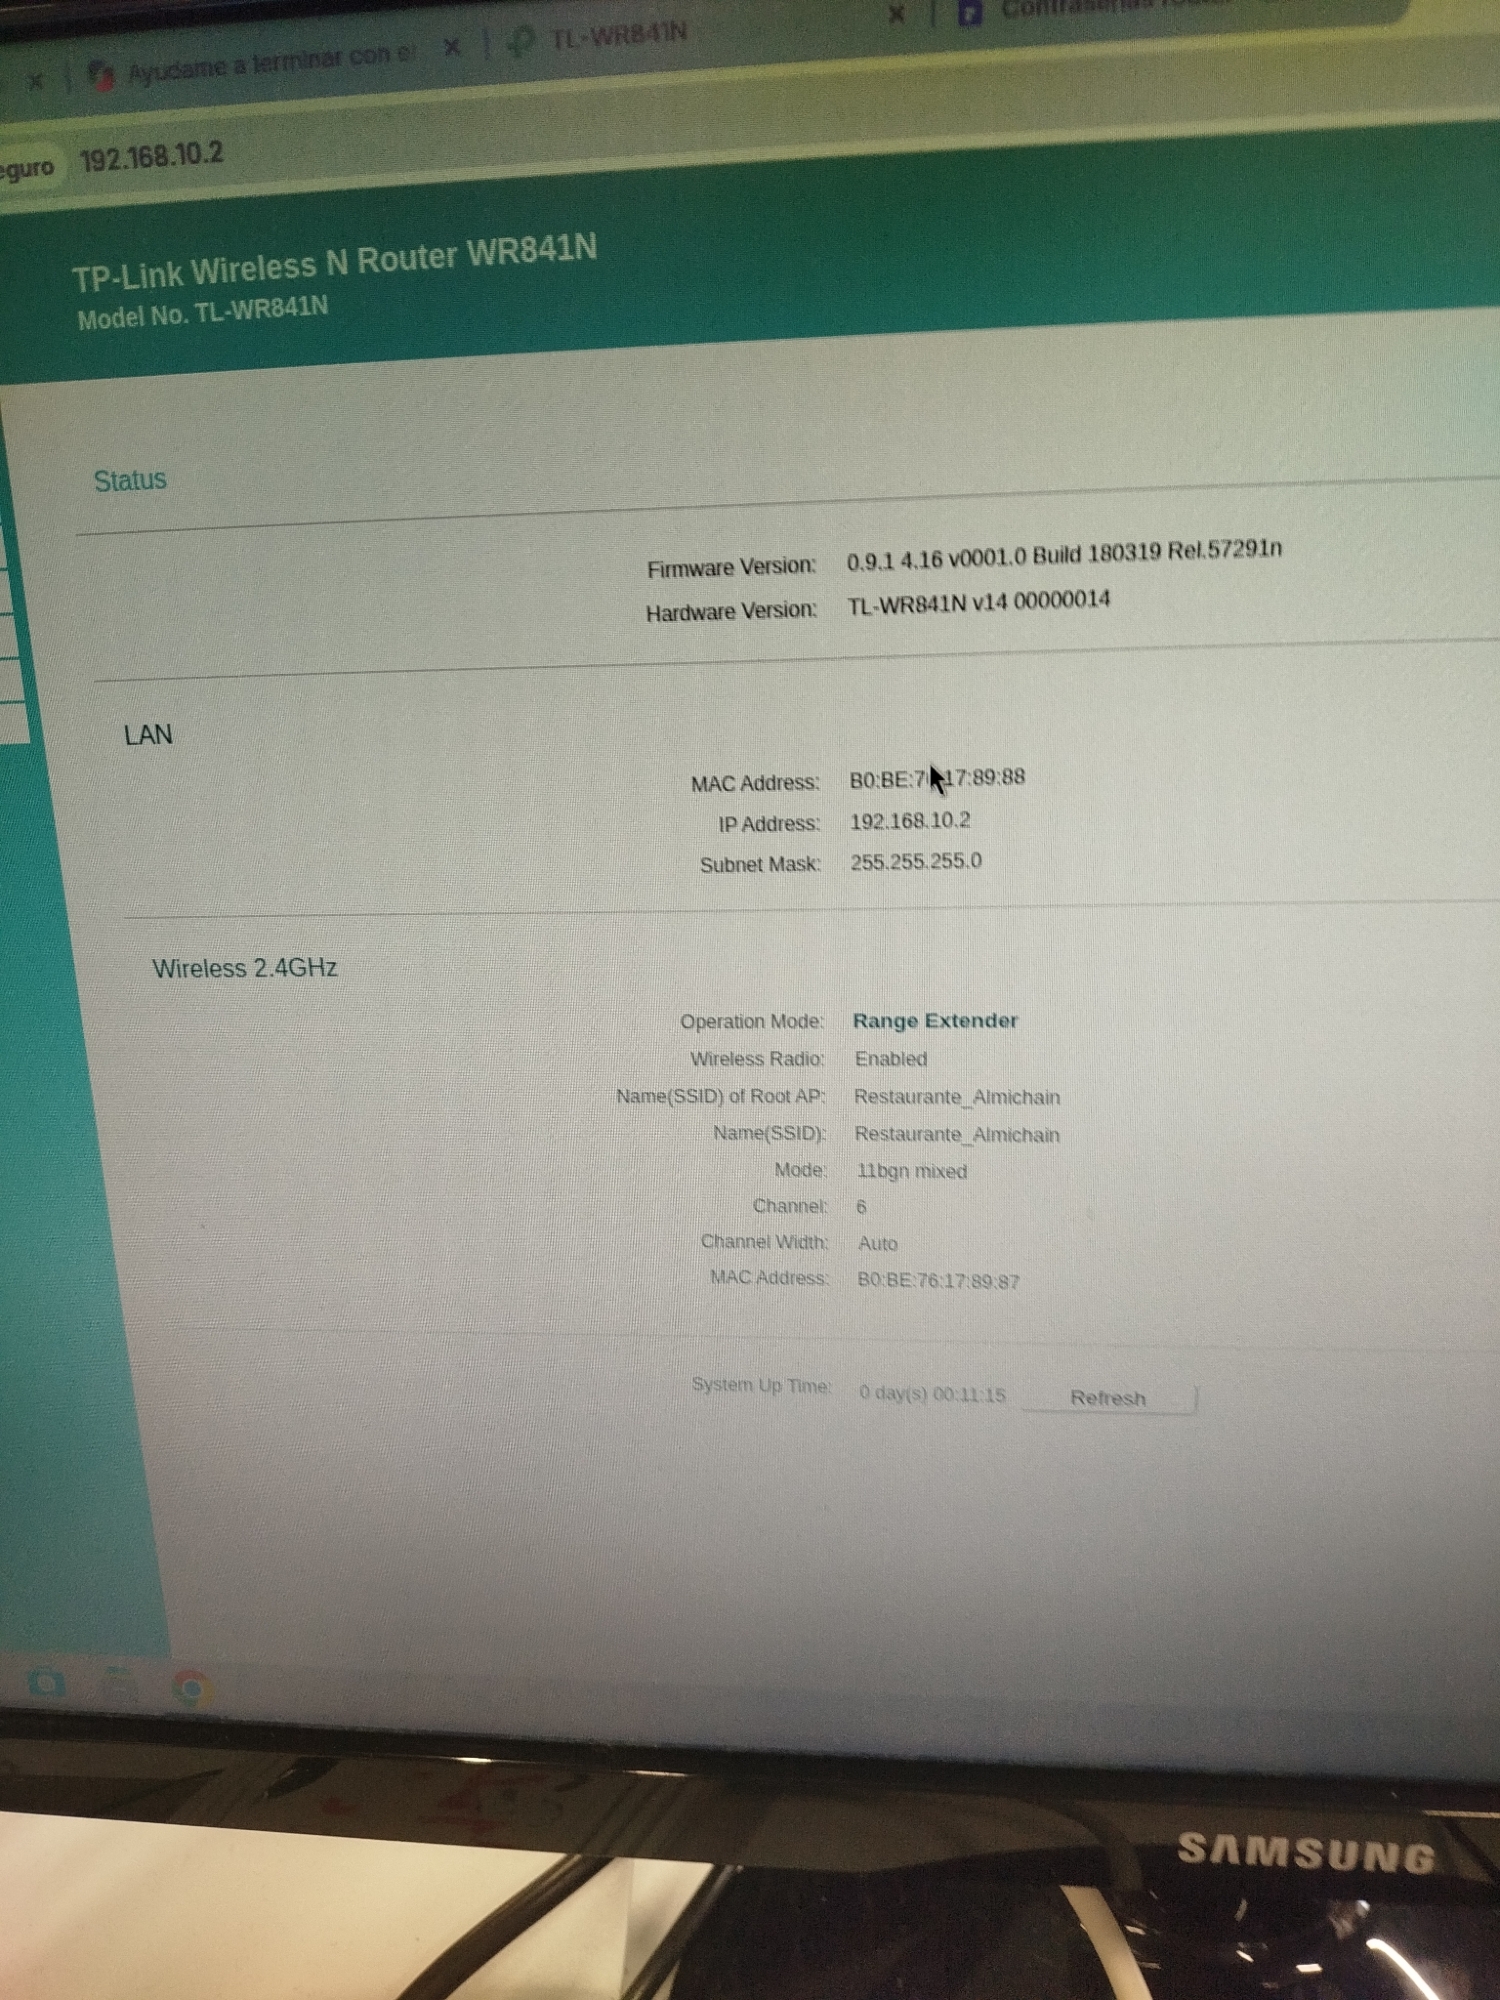 Ayudame a terminar con el
TL-WR841N
eguro 192.168.10.2
TP-Link Wireless N Router WR841N
Model No. TL-WR841N
Status
Firmware Version: 0.9.1 4.16 v0001.0 Build 180319 Rel.57291n
Hardware Version: TL-WR841N v14 00000014
LAN
MAC Address: B0:BE:7 17:89:88
IP Address: 192.168.10.2
Subnet Mask: 255.255.255.0
Wireless 2.4GHz
Operation Mode: Range Extender
Wireless Radio: Enabled
Name(SSID) of Root AP: Restaurante_Almichain
Name(SSID): Restaurante_Almichain
Mode: 11bgn mixed
Channel: 6
Channel Width: Auto
MAC Address: B0:BE:76:17:89:87
System Up Time: 0 day(s) 00:11:15 Refresh
SAMSUNG